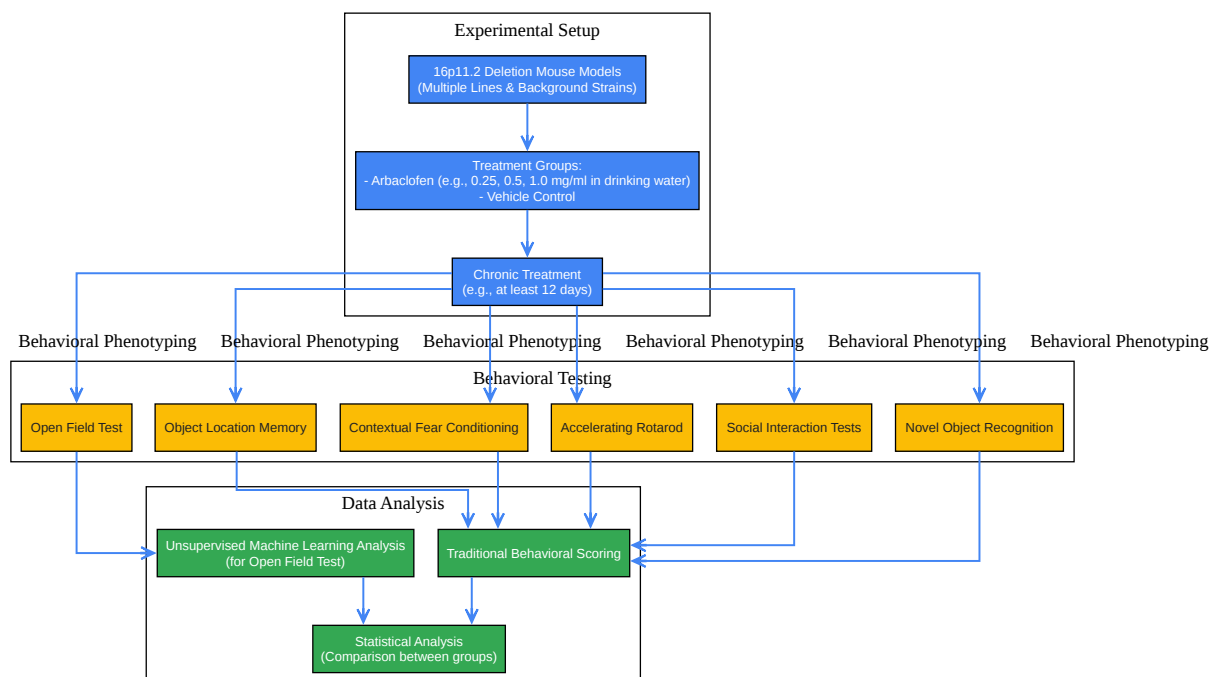 Experimental Setup
16p11.2 Deletion Mouse Models
(Multiple Lines & Background Strains)
Treatment Groups:
- Arbaclofen (e.g., 0.25, 0.5, 1.0 mg/ml in drinking water)
- Vehicle Control
Chronic Treatment
(e.g., at least 12 days)
Behavioral Phenotyping
Behavioral Phenotyping
Behavioral Phenotyping
Behavioral Phenotyping
Behavioral Phenotyping
Behavioral Phenotyping
Behavioral Testing
Open Field Test
Object Location Memory
Contextual Fear Conditioning
Accelerating Rotarod
Social Interaction Tests
Novel Object Recognition
Data Analysis
Unsupervised Machine Learning Analysis
(for Open Field Test)
Traditional Behavioral Scoring
Statistical Analysis
(Comparison between groups)